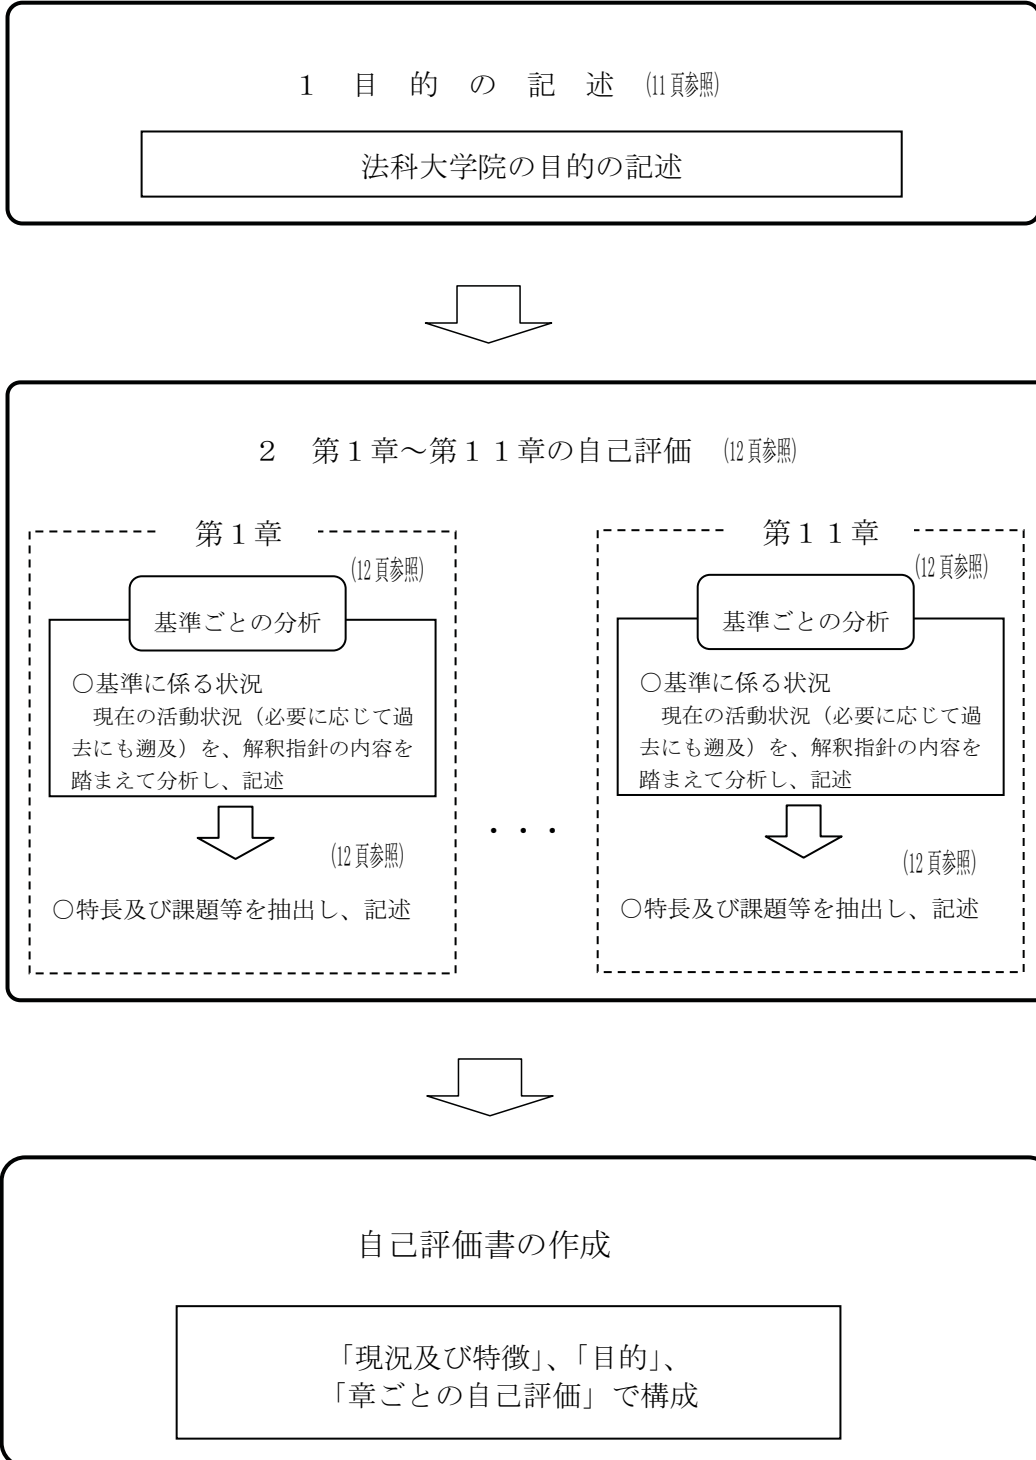 １　目　的　の　記　述　(11頁参照)
法科大学院の目的の記述
２　第１章～第１１章の自己評価　(12頁参照)
第１章
(12頁参照)
基準ごとの分析
○基準に係る状況
　現在の活動状況（必要に応じて過
去にも遡及）を、解釈指針の内容を
踏まえて分析し、記述
(12頁参照)
○特長及び課題等を抽出し、記述
・・・
第１１章
(12頁参照)
基準ごとの分析
○基準に係る状況
　現在の活動状況（必要に応じて過
去にも遡及）を、解釈指針の内容を
踏まえて分析し、記述
(12頁参照)
○特長及び課題等を抽出し、記述
自己評価書の作成
「現況及び特徴」、「目的」、
「章ごとの自己評価」で構成